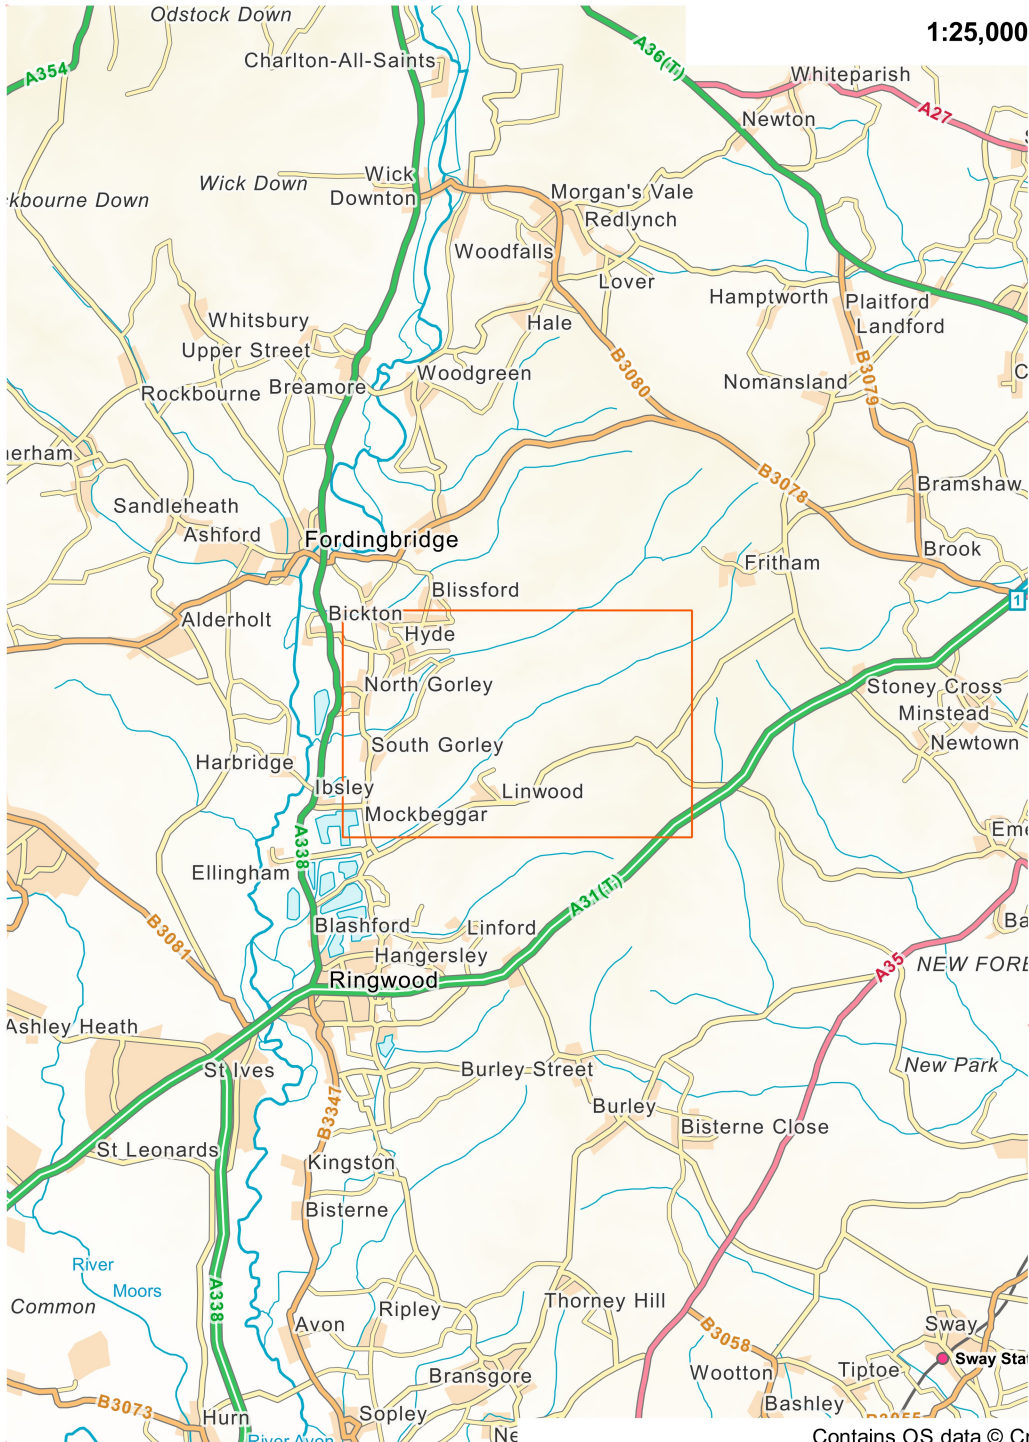 Odstock Down
1:25,000
Charlton-All-Saints
A354
A36(T)
Whiteparish
A27
Newton
Wick
Wick Down
Downton
kbourne Down
Morgan's Vale
Redlynch
Woodfalls
Lover
Hamptworth
Plaitford
Landford
Whitsbury
Hale
Upper Street
Woodgreen
B3080
Nomansland
B3079
Rockbourne
Breamore
erham
B3078
Bramshaw
Sandleheath
Ashford
Fordingbridge
Brook
Fritham
Blissford
1
Bickton
Alderholt
Hyde
North Gorley
Stoney Cross
Minstead
South Gorley
Newtown
Harbridge
Ibsley
Linwood
Mockbeggar
A338
Eme
Ellingham
A31(T)
B3081
Blashford
Linford
Ba
Hangersley
A35
NEW FORE
Ringwood
Ashley Heath
St Ives
Burley Street
New Park
B3347
Burley
Bisterne Close
St Leonards
Kingston
Bisterne
River
Moors
Common
A338
Ripley
Thorney Hill
Avon
B3058
Sway
Sway Sta
Wootton
Tiptoe
Bransgore
B3073
Hurn
Sopley
Bashley
B3055
River Avon
Ne
Contains OS data © Cr